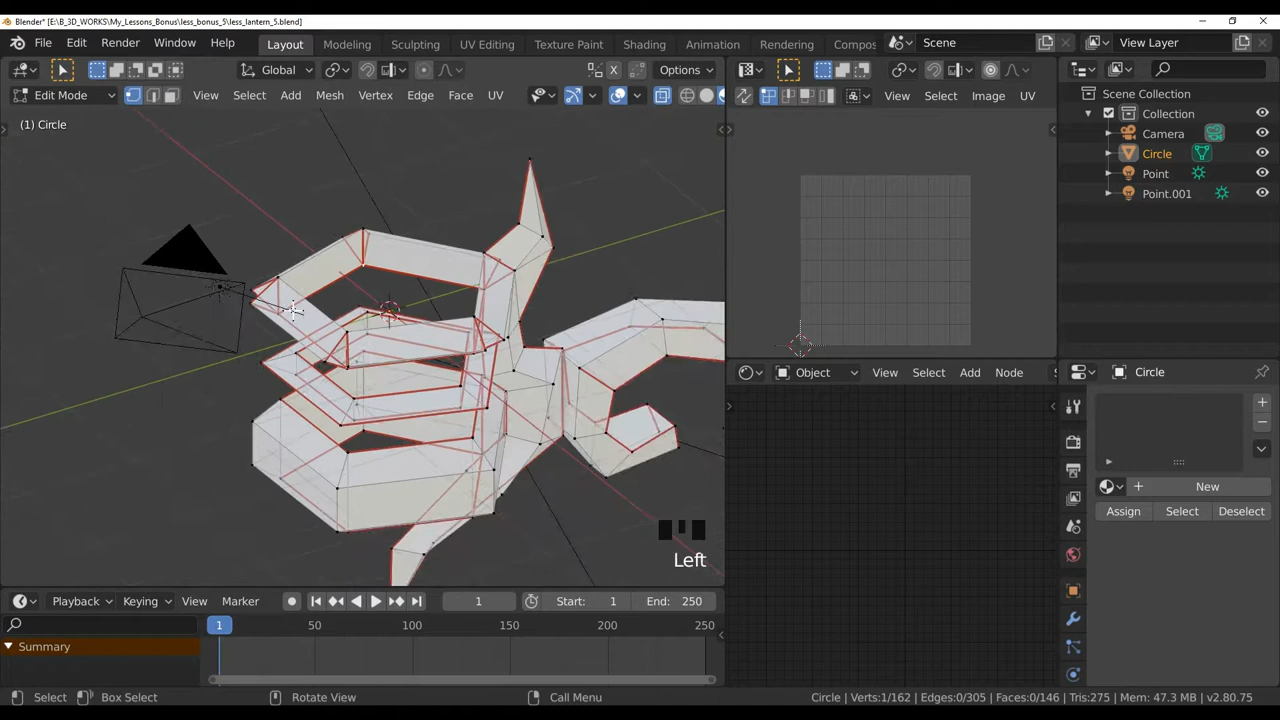 Blender* [E:\B_3D_WORKS\My_Lessons_Bonus\less_bonus_5\less_lantern_5.blend]
File Edit Render Window Help Layout Modeling Sculpting UV Editing Texture Paint Shading Animation Rendering Compos Scene View Layer
Global X Options
Edit Mode View Select Add Mesh Vertex Edge Face UV View Select Image UV
Scene Collection
Collection
Camera
Circle
Point
Point.001
(1) Circle
Object View Select Add Node S Circle
New
Assign Select Deselect
Left
Playback Keying View Marker 1 Start: 1 End: 250
1 50 100 150 200 250
Summary
Select Box Select Rotate View Call Menu Circle | Verts:1/162 | Edges:0/305 | Faces:0/146 | Tris:275 | Mem: 47.3 MB | v2.80.75